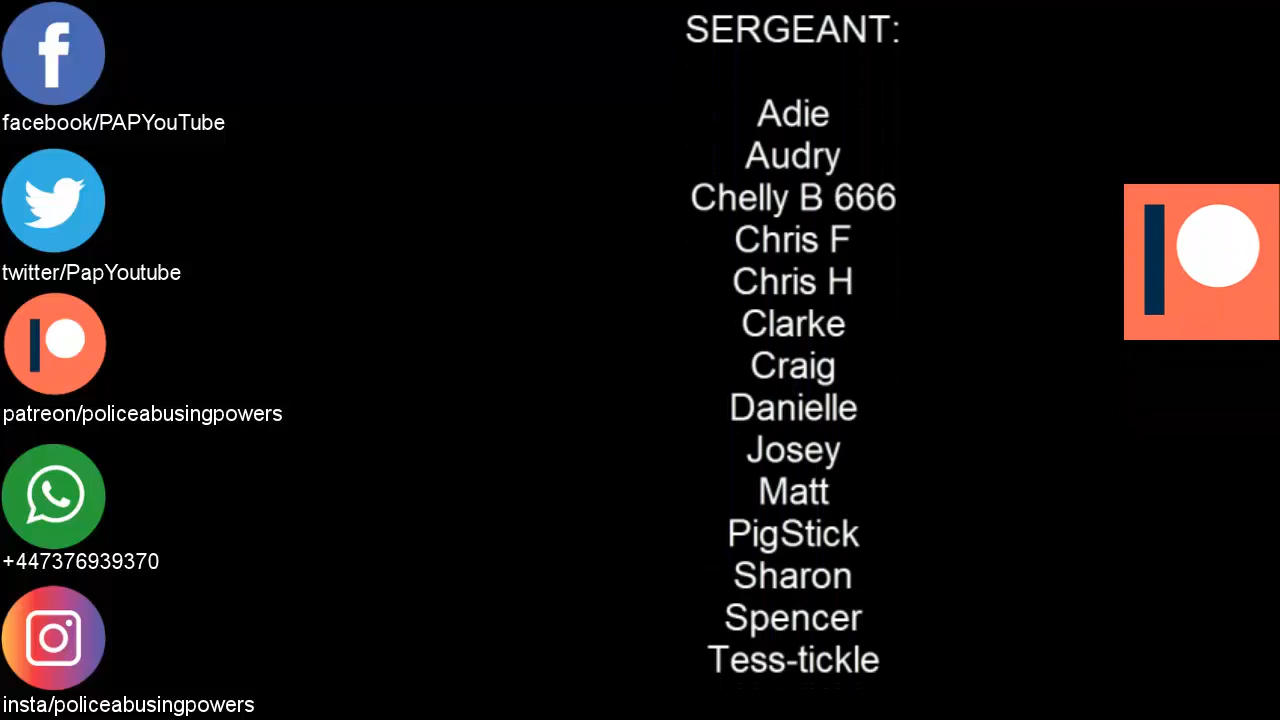 facebook/PAPYouTube
twitter/PapYoutube
patreon/policeabusingpowers
+447376939370
insta/policeabusingpowers
SERGEANT:
Adie
Audry
Chelly B 666
Chris F
Chris H
Clarke
Craig
Danielle
Josey
Matt
PigStick
Sharon
Spencer
Tess-tickle